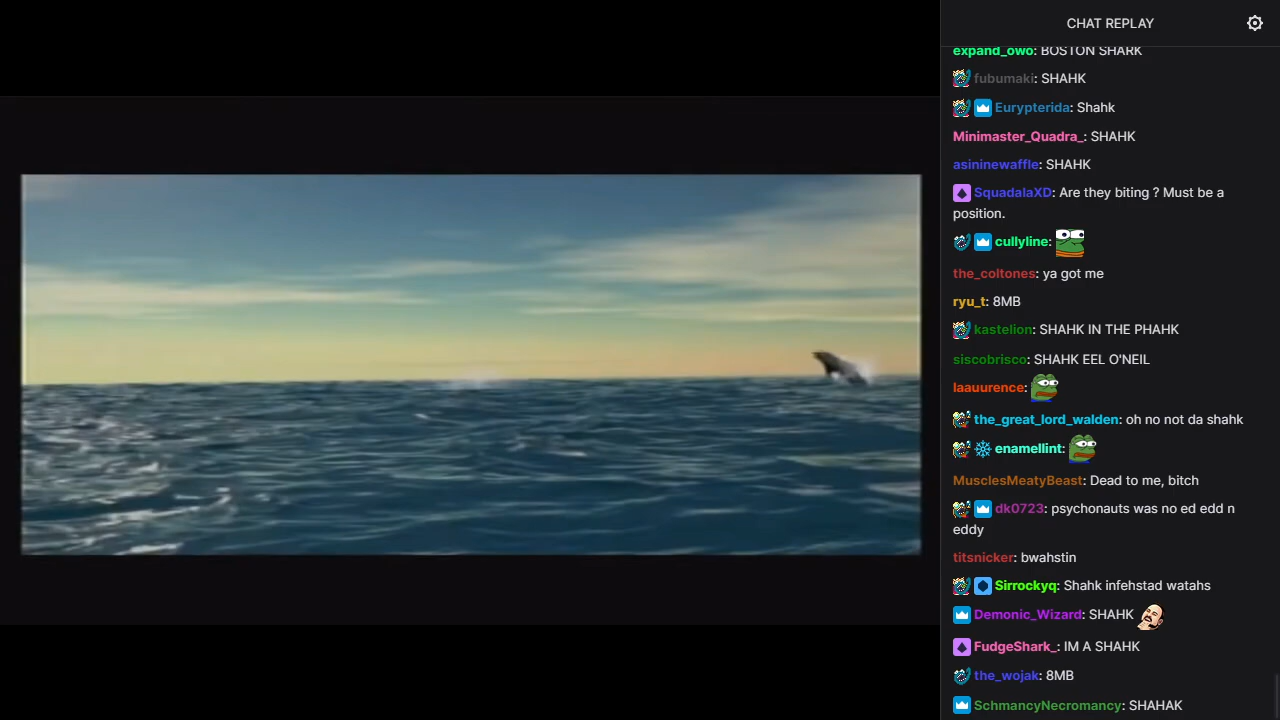 CHAT REPLAY
expand_owo: BOSTON SHARK
fubumaki: SHAHK
Eurypterida: Shahk
Minimaster_Quadra_: SHAHK
asininewaffle: SHAHK
SquadalaXD: Are they biting ? Must be a
position.
cullyline:
the_coltones: ya got me
ryu_t: 8MB
kastelion: SHAHK IN THE PHAHK
siscobrisco: SHAHK EEL O'NEIL
laauurence:
the_great_lord_walden: oh no not da shahk
enamellint:
MusclesMeatyBeast: Dead to me, bitch
dk0723: psychonauts was no ed edd n
eddy
titsnicker: bwahstin
Sirrockyq: Shahk infehstad watahs
Demonic_Wizard: SHAHK
FudgeShark_: IM A SHAHK
the_wojak: 8MB
SchmancyNecromancy: SHAHAK